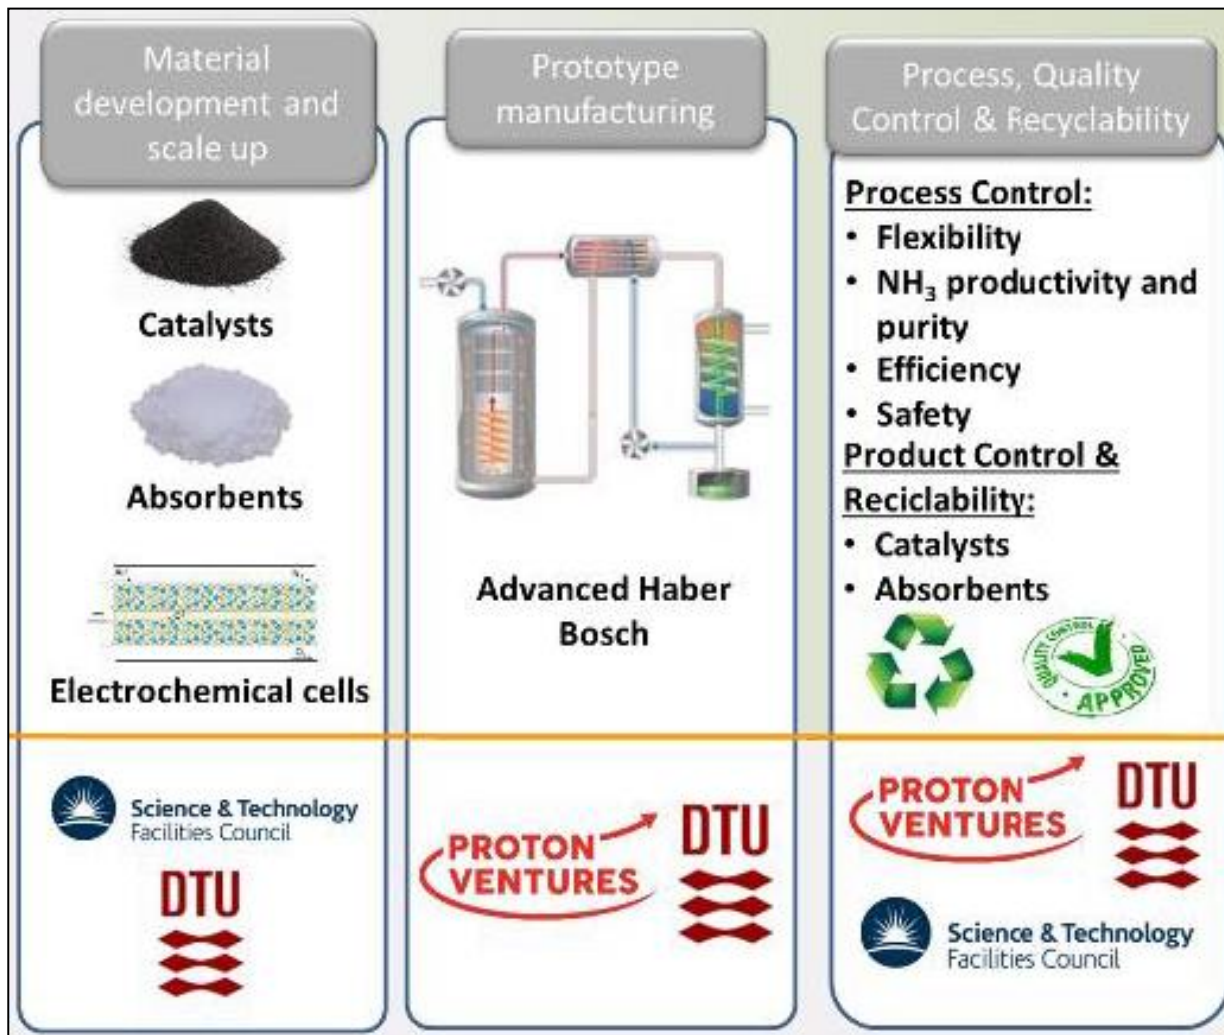 Material
development and
scale up
Catalysts
Absorbents
Electrochemical cells
Science & Technology
Facilities Council
DTU
Prototype
manufacturing
Advanced Haber
Bosch
PROTON
VENTURES
DTU
Process, Quality
Control & Recyclability
Process Control:
• Flexibility
• NH₃ productivity and
purity
• Efficiency
• Safety
Product Control &
Reciclability:
• Catalysts
• Absorbents
QUALITY CONTROL
APPROVED
PROTON
VENTURES
DTU
Science & Technology
Facilities Council